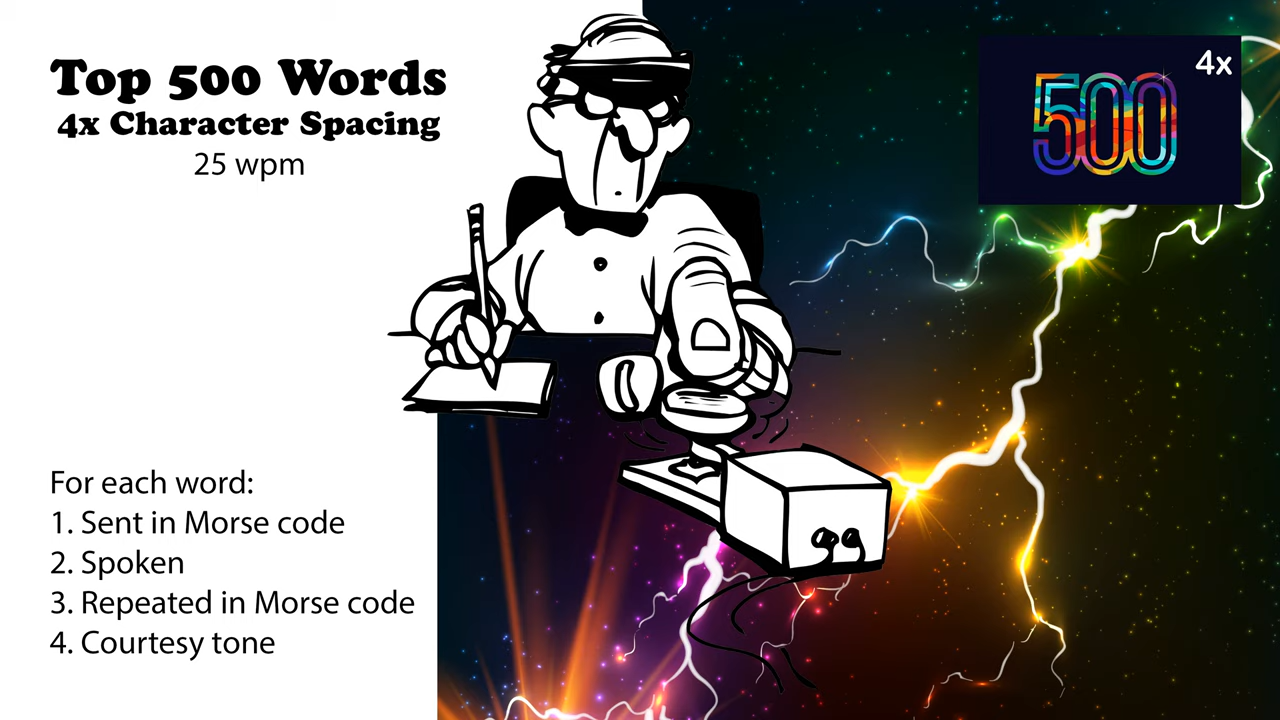 Top 500 Words
4x Character Spacing
25 wpm
4x
500
For each word:
1. Sent in Morse code
2. Spoken
3. Repeated in Morse code
4. Courtesy tone